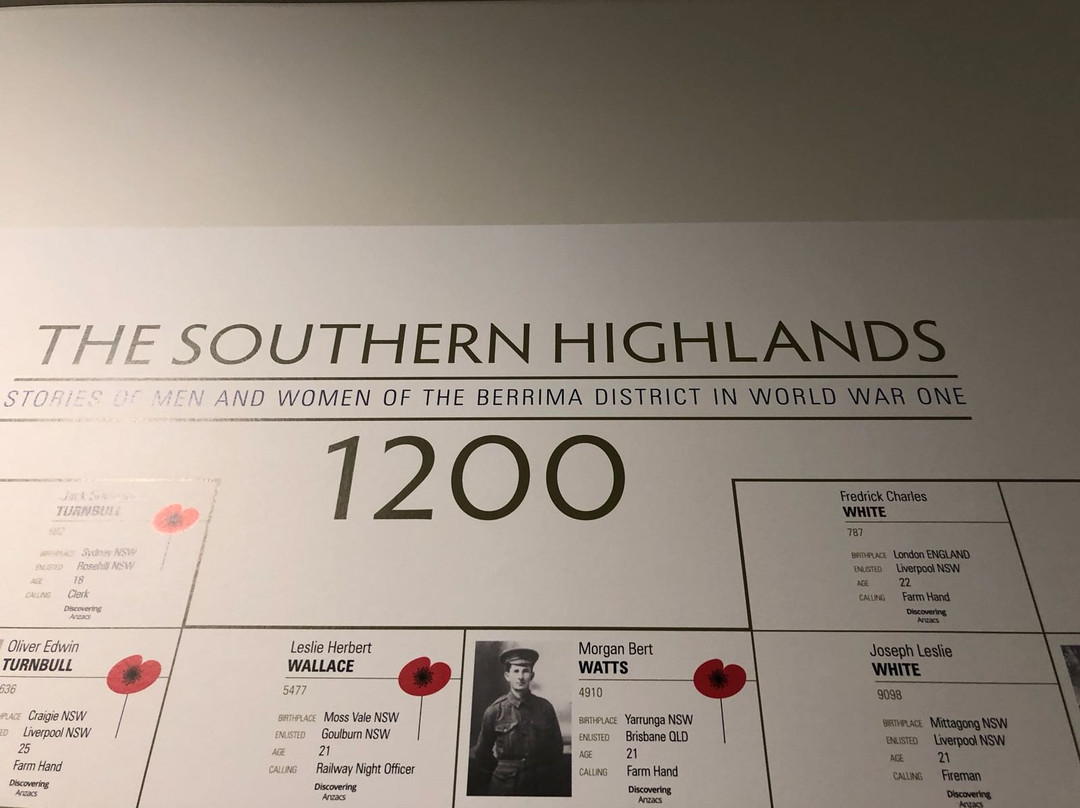 THE SOUTHERN HIGHLANDS
STORIES OF MEN AND WOMEN OF THE BERRIMA DISTRICT IN WORLD WAR ONE
1200
Jack
TURNBULL
BIRTHPLACE Sydney NSW
ENLISTED Rosehill NSW
AGE 18
CALLING Clerk
Discovering
Anzacs
Fredrick Charles
WHITE
787
BIRTHPLACE London ENGLAND
ENLISTED Liverpool NSW
AGE 22
CALLING Farm Hand
Discovering
Anzacs
Oliver Edwin
TURNBULL
636
PLACE Craigie NSW
ED Liverpool NSW
25
Farm Hand
Discovering
Anzacs
Leslie Herbert
WALLACE
5477
BIRTHPLACE Moss Vale NSW
ENLISTED Goulburn NSW
AGE 21
CALLING Railway Night Officer
Discovering
Anzacs
Morgan Bert
WATTS
4910
BIRTHPLACE Yarrunga NSW
ENLISTED Brisbane QLD
AGE 21
CALLING Farm Hand
Discovering
Anzacs
Joseph Leslie
WHITE
9098
BIRTHPLACE Mittagong NSW
ENLISTED Liverpool NSW
AGE 21
CALLING Fireman
Discovering
Anzacs